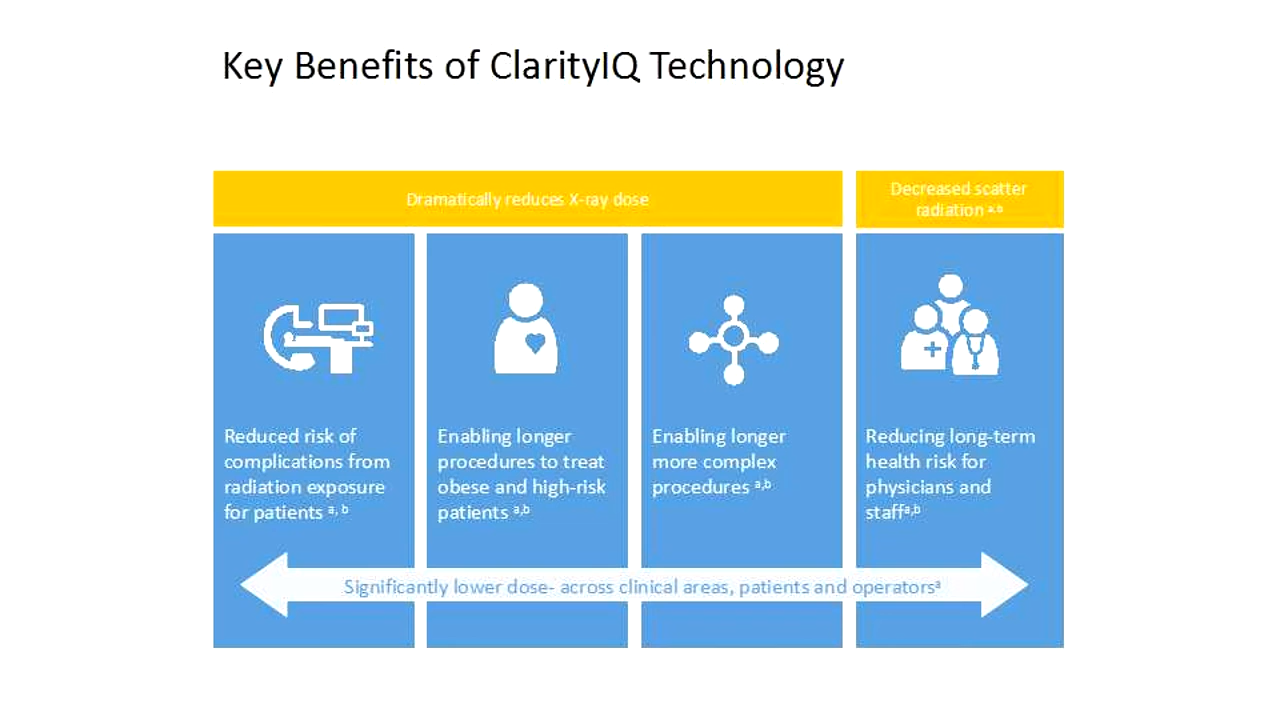 Key Benefits of ClarityIQ Technology
Dramatically reduces X-ray dose
Decreased scatter
radiation a,b
Reduced risk of
complications from
radiation exposure
for patients a, b
Enabling longer
procedures to treat
obese and high-risk
patients a,b
Enabling longer
more complex
procedures a,b
Reducing long-term
health risk for
physicians and
staffa,b
Significantly lower dose- across clinical areas, patients and operatorsa